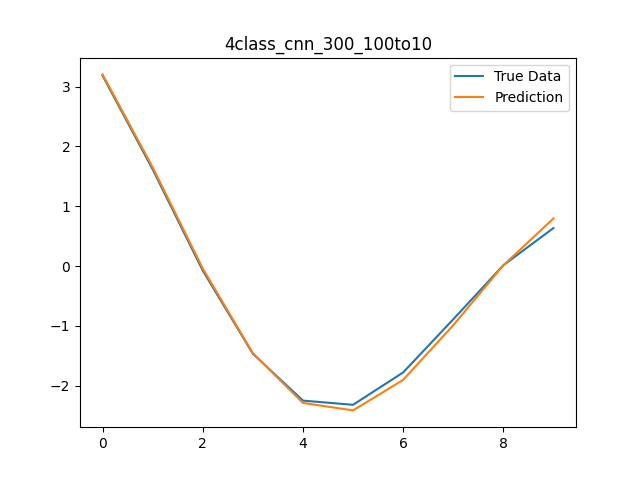 4class_cnn_300_100to10
True Data
Prediction
3
2
1
0
−1
−2
0 2 4 6 8